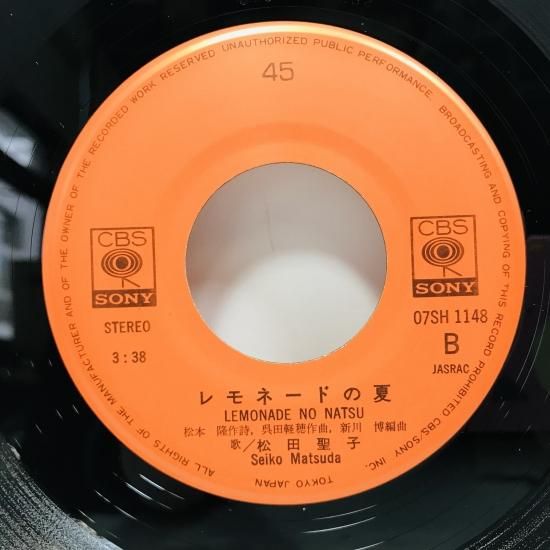 ALL RIGHTS OF THE MANUFACTURER AND OF THE OWNER OF THE RECORDED WORK RESERVED UNAUTHORIZED PUBLIC PERFORMANCE. BROADCASTING AND COPYING OF THIS RECORD PROHIBITED CBS/SONY INC.
45
CBS
SONY
CBS
SONY
STEREO
07SH 1148
3:38
B
JASRAC
レモネードの夏
LEMONADE NO NATSU
松本 隆作詩, 呉田軽穂作曲, 新川 博編曲
歌/松田聖子
Seiko Matsuda
TOKYO JAPAN